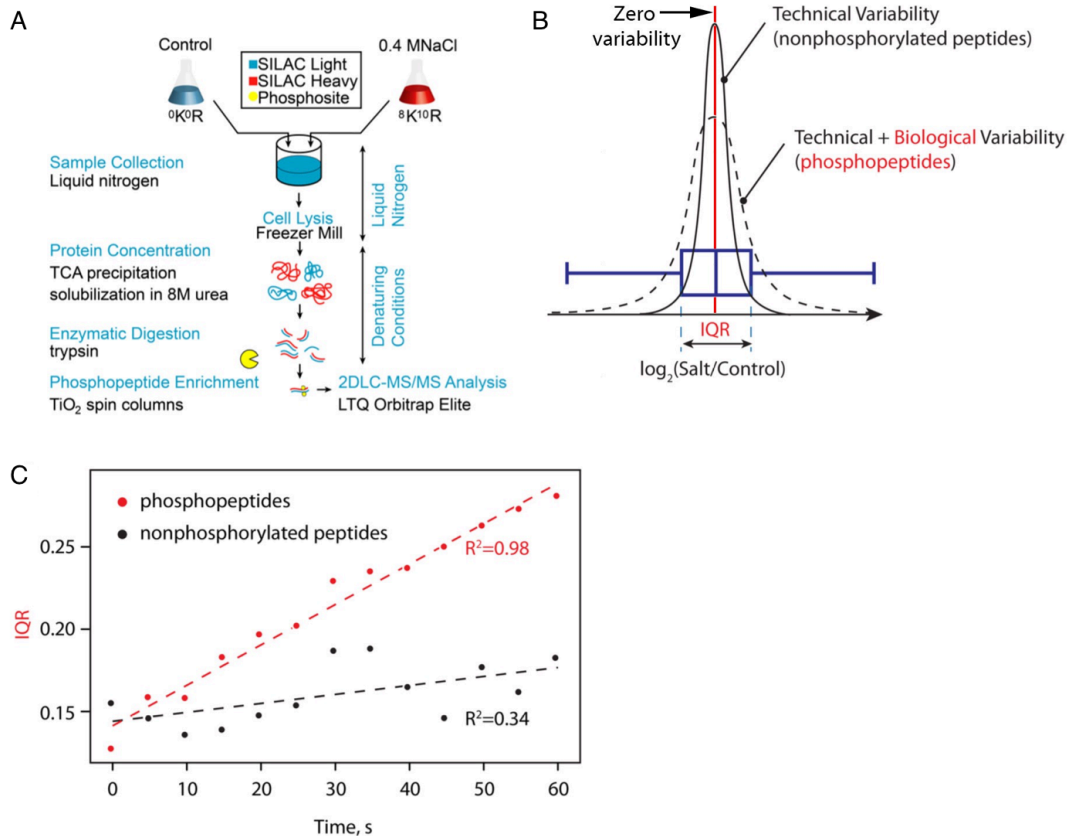 A
Control
0.4 MNaCl
SILAC Light
SILAC Heavy
Phosphosite
⁰K⁰R
⁸K¹⁰R
Sample Collection
Liquid nitrogen
Liquid
Nitrogen
Cell Lysis
Freezer Mill
Protein Concentration
TCA precipitation
solubilization in 8M urea
Denaturing
Conditions
Enzymatic Digestion
trypsin
Phosphopeptide Enrichment
TiO₂ spin columns
2DLC-MS/MS Analysis
LTQ Orbitrap Elite
B
Zero
variability
Technical Variability
(nonphosphorylated peptides)
Technical + Biological Variability
(phosphopeptides)
IQR
log₂(Salt/Control)
C
phosphopeptides
nonphosphorylated peptides
R²=0.98
R²=0.34
IQR
0.25
0.20
0.15
0 10 20 30 40 50 60
Time, s